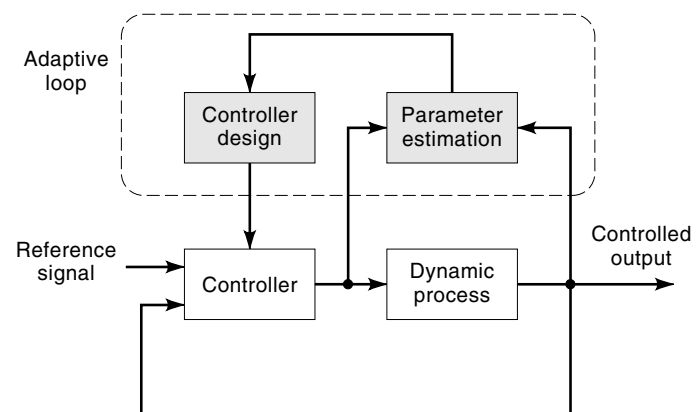 Adaptive
loop
Controller
design
Parameter
estimation
Reference
signal
Controller
Dynamic
process
Controlled
output